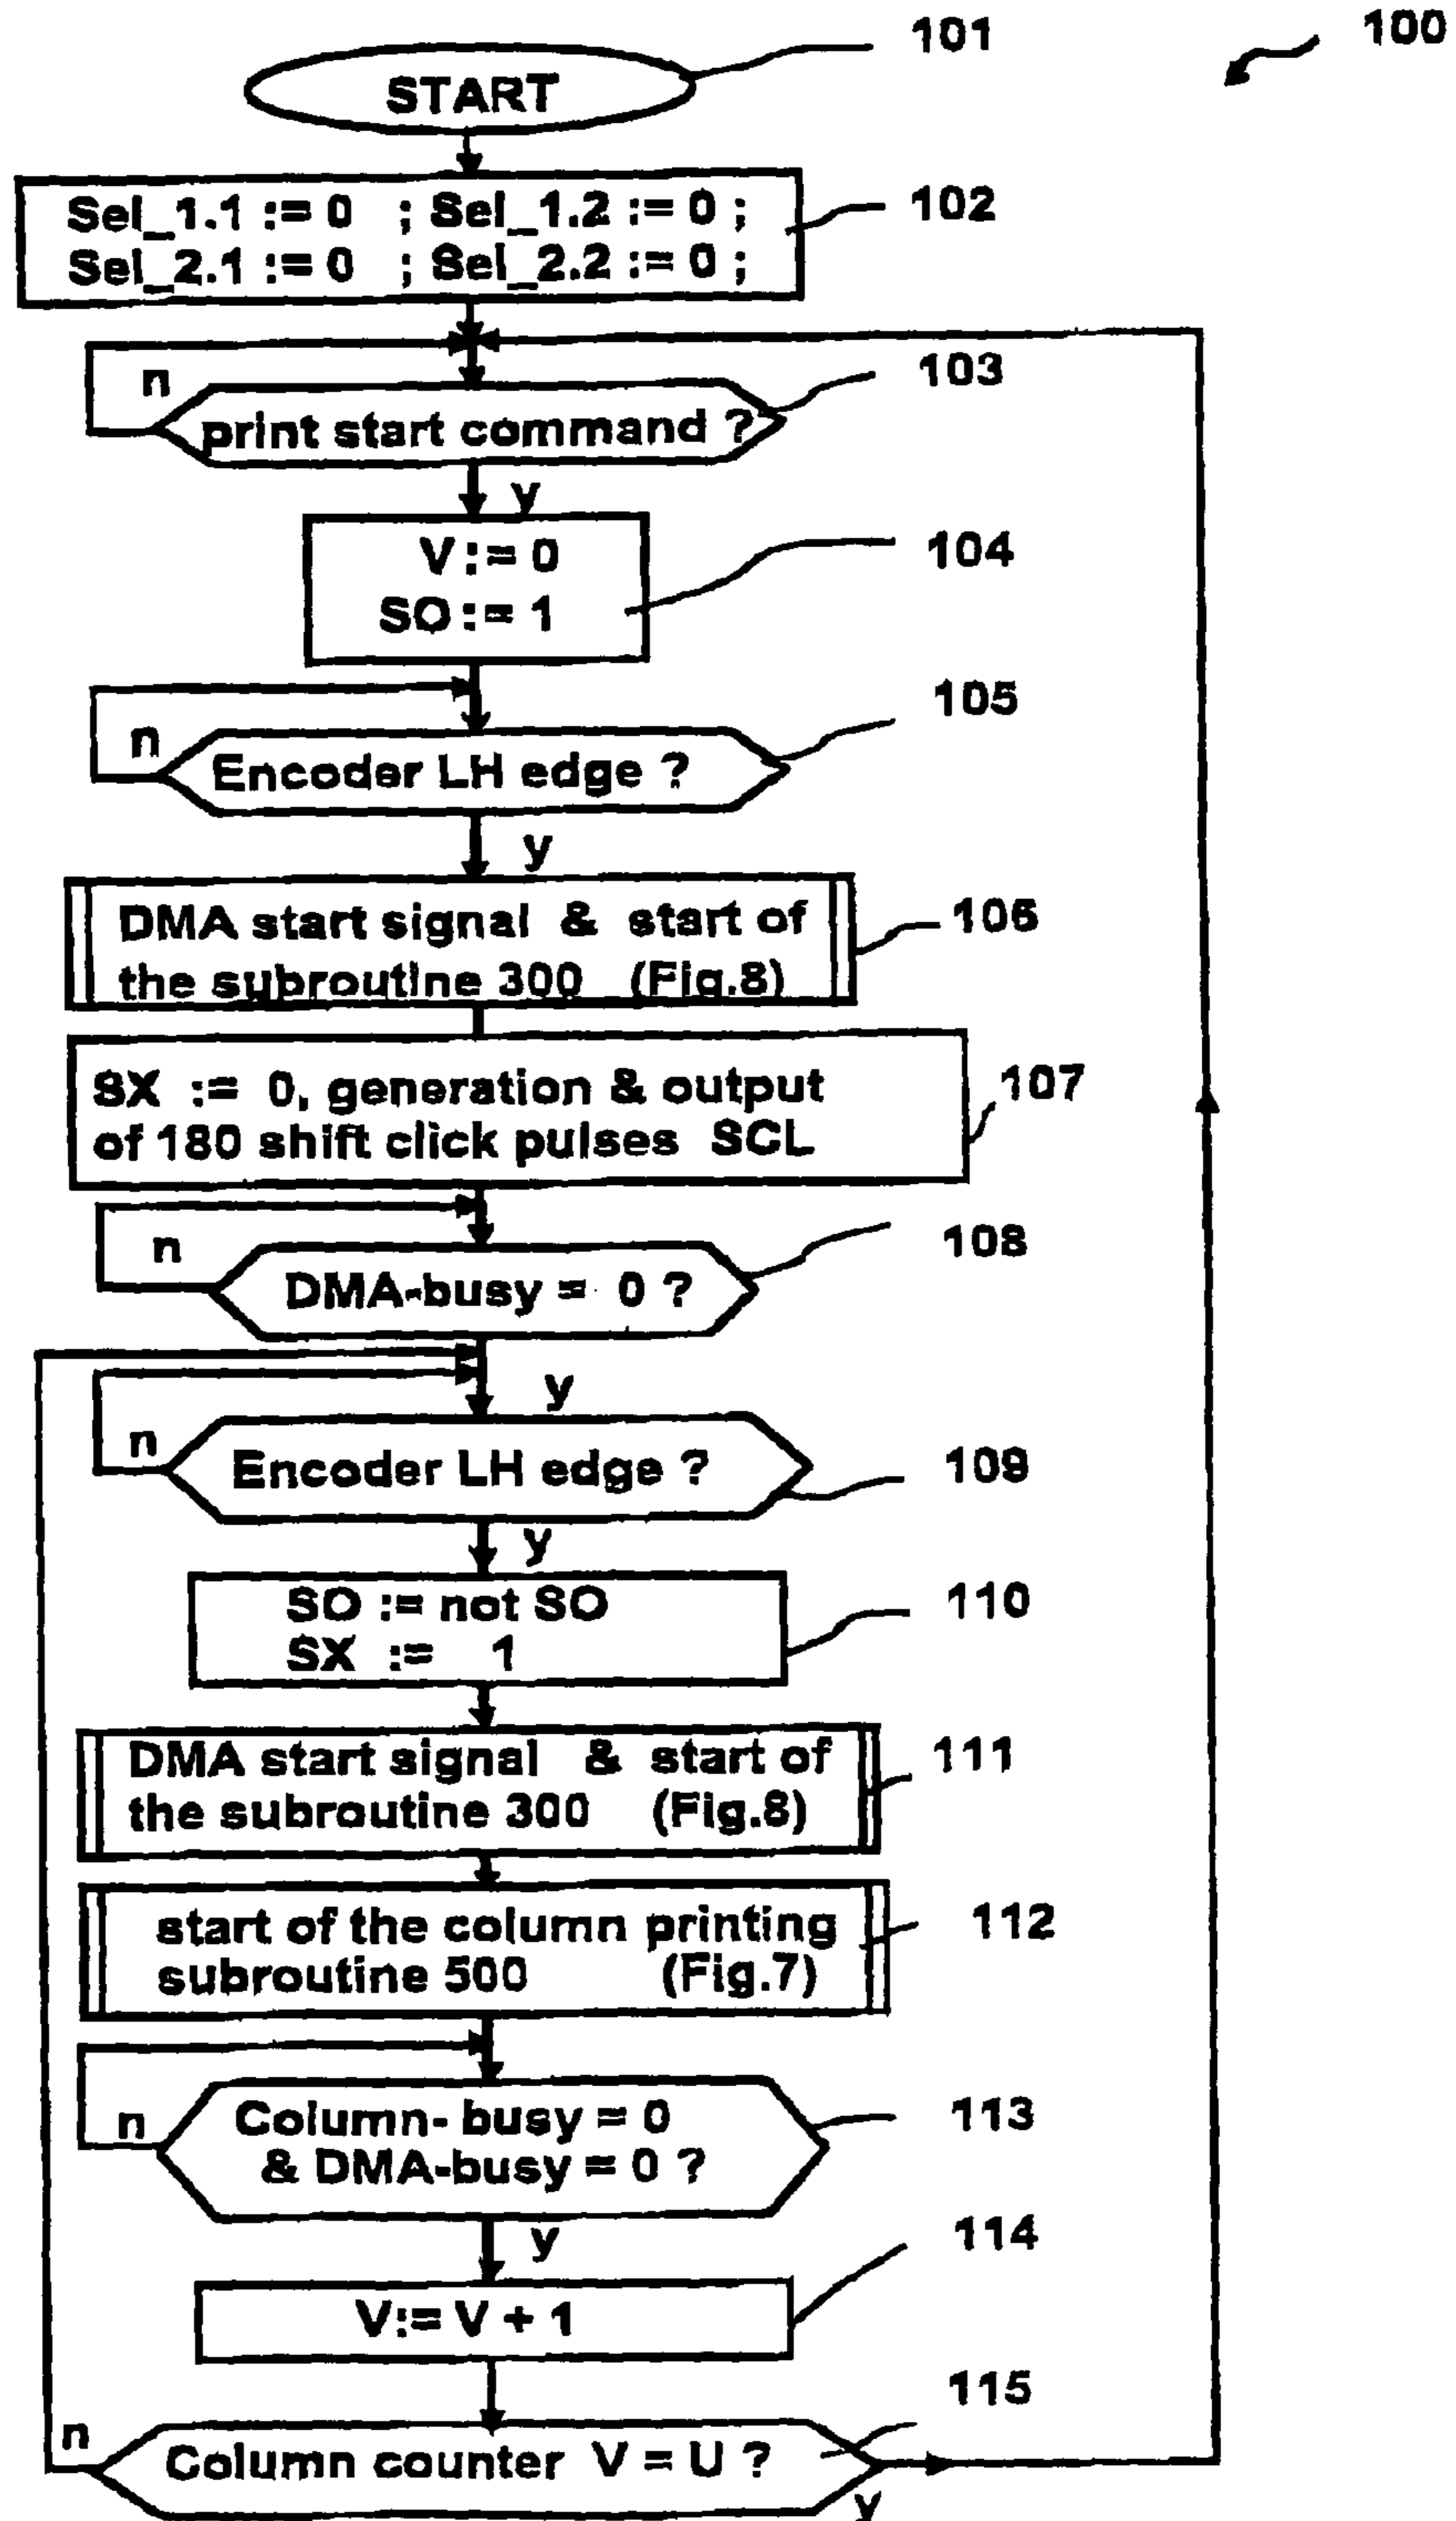 100
101
START
102
Sel_1.1 := 0 ; Sel_1.2 := 0 ;
Sel_2.1 := 0 ; Sel_2.2 := 0 ;
103
n
print start command ?
y
104
V := 0
SO := 1
105
n
Encoder LH edge ?
y
106
DMA start signal & start of
the subroutine 300 (Fig.8)
107
SX := 0, generation & output
of 180 shift click pulses SCL
108
n
DMA-busy = 0 ?
y
109
n
Encoder LH edge ?
y
110
SO := not SO
SX := 1
111
DMA start signal & start of
the subroutine 300 (Fig.8)
112
start of the column printing
subroutine 500 (Fig.7)
113
n
Column- busy = 0
& DMA-busy = 0 ?
y
114
V:= V + 1
115
n
Column counter V = U ?
y